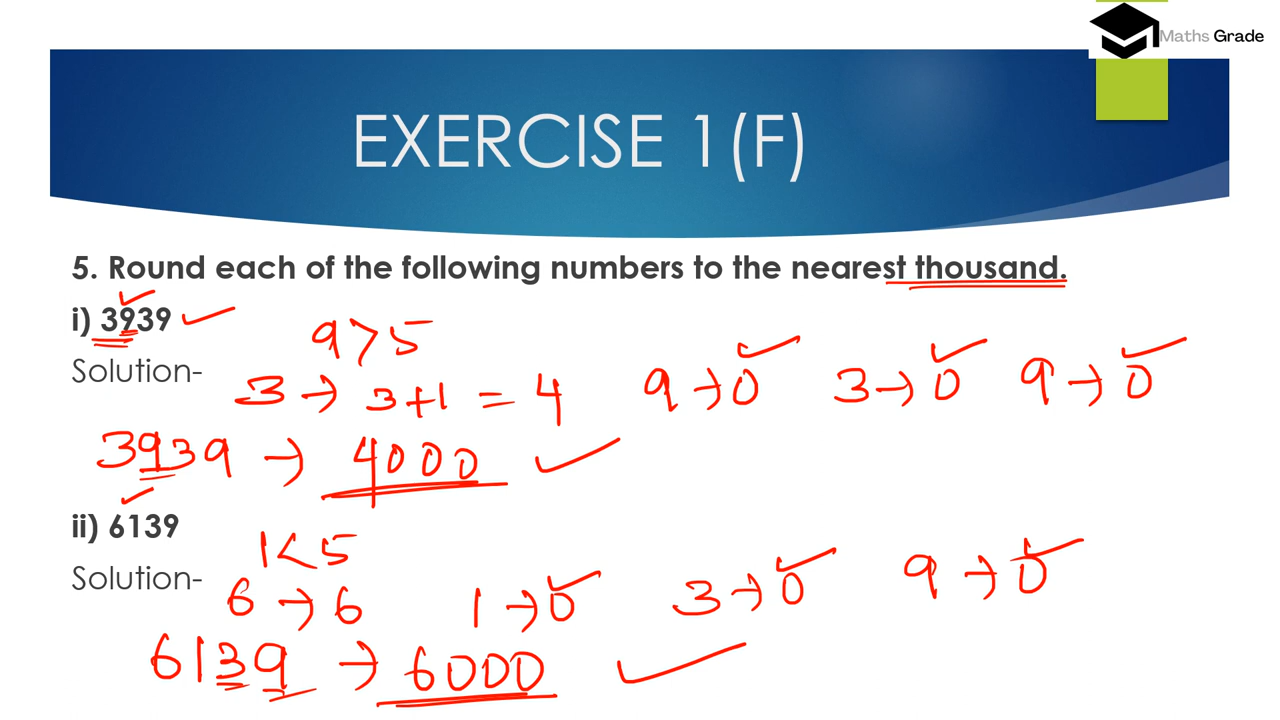 Maths Grade
EXERCISE 1(F)
5. Round each of the following numbers to the nearest thousand.
i) 3939
9>5
Solution-
3 → 3+1 = 4 9→0 3→0 9→0
3939 → 4000
ii) 6139
1<5
Solution-
6 → 6 1→0 3→0 9→0
6139 → 6000